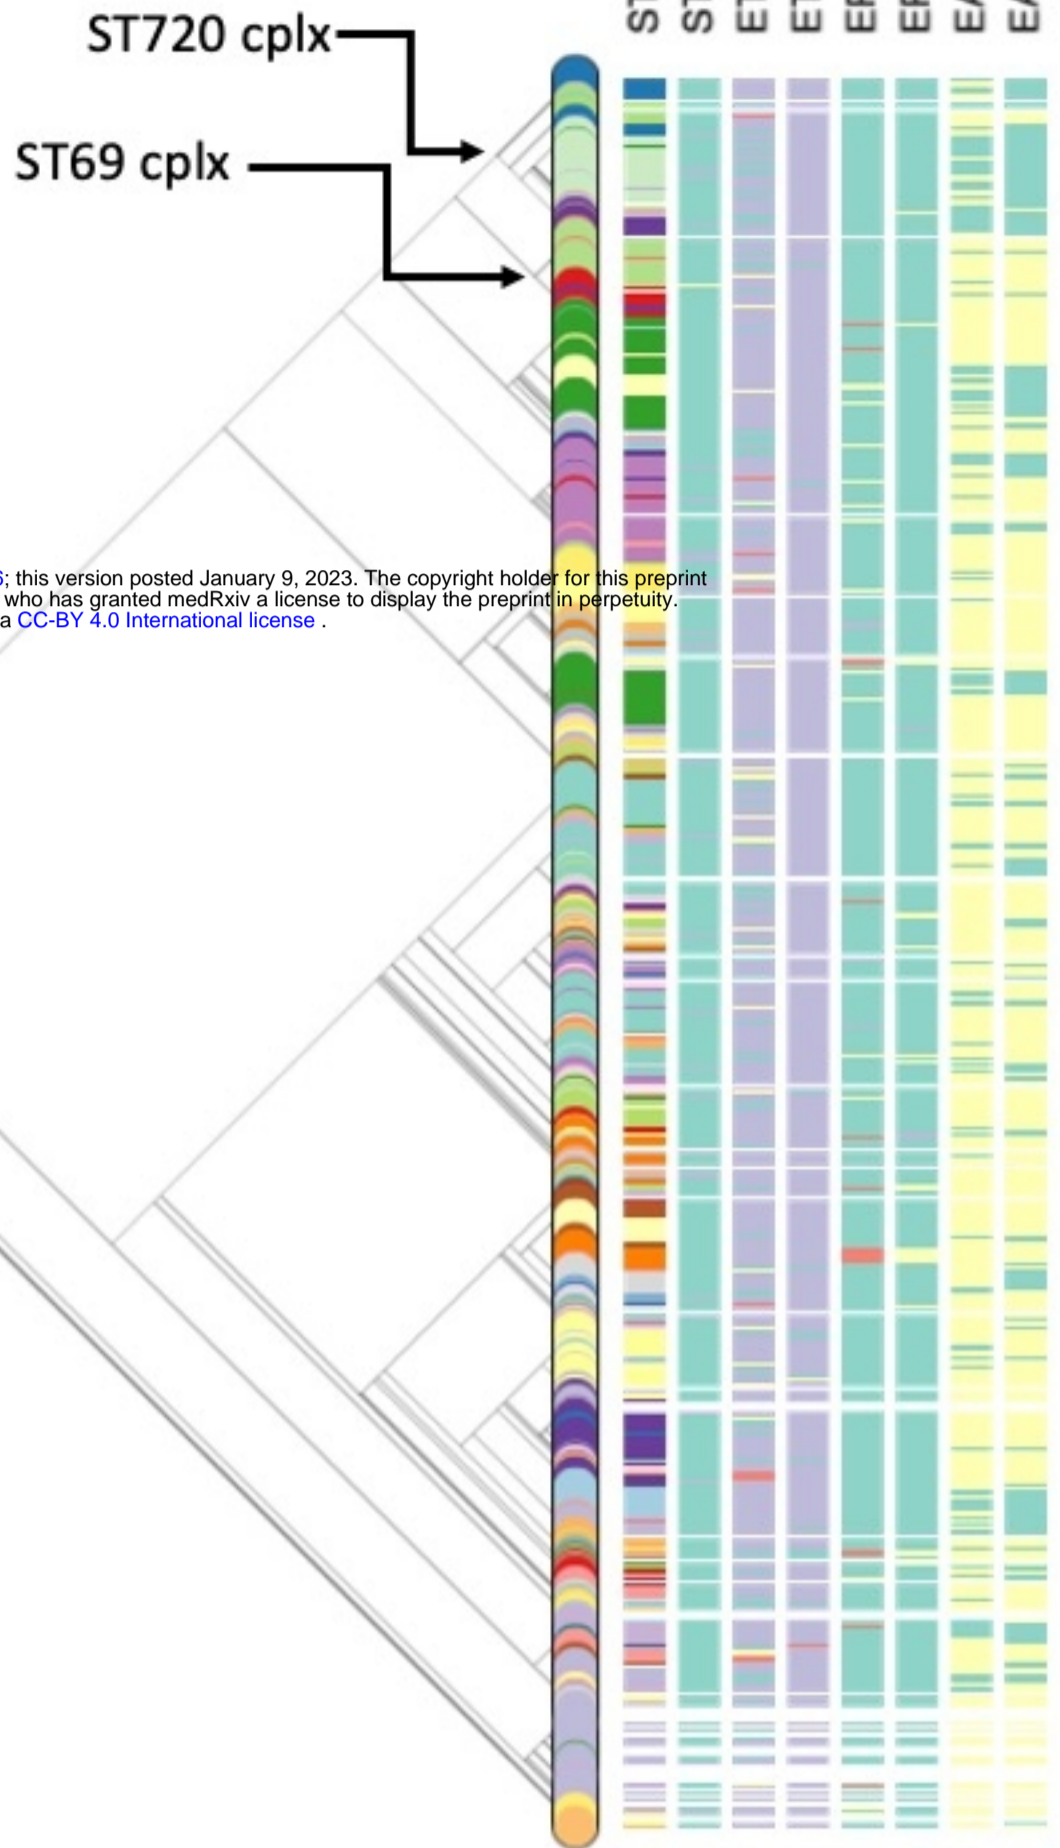 ST720 cplx
ST69 cplx
; this version posted January 9, 2023. The copyright holder for this preprint
who has granted medRxiv a license to display the preprint in perpetuity.
a CC-BY 4.0 International license .